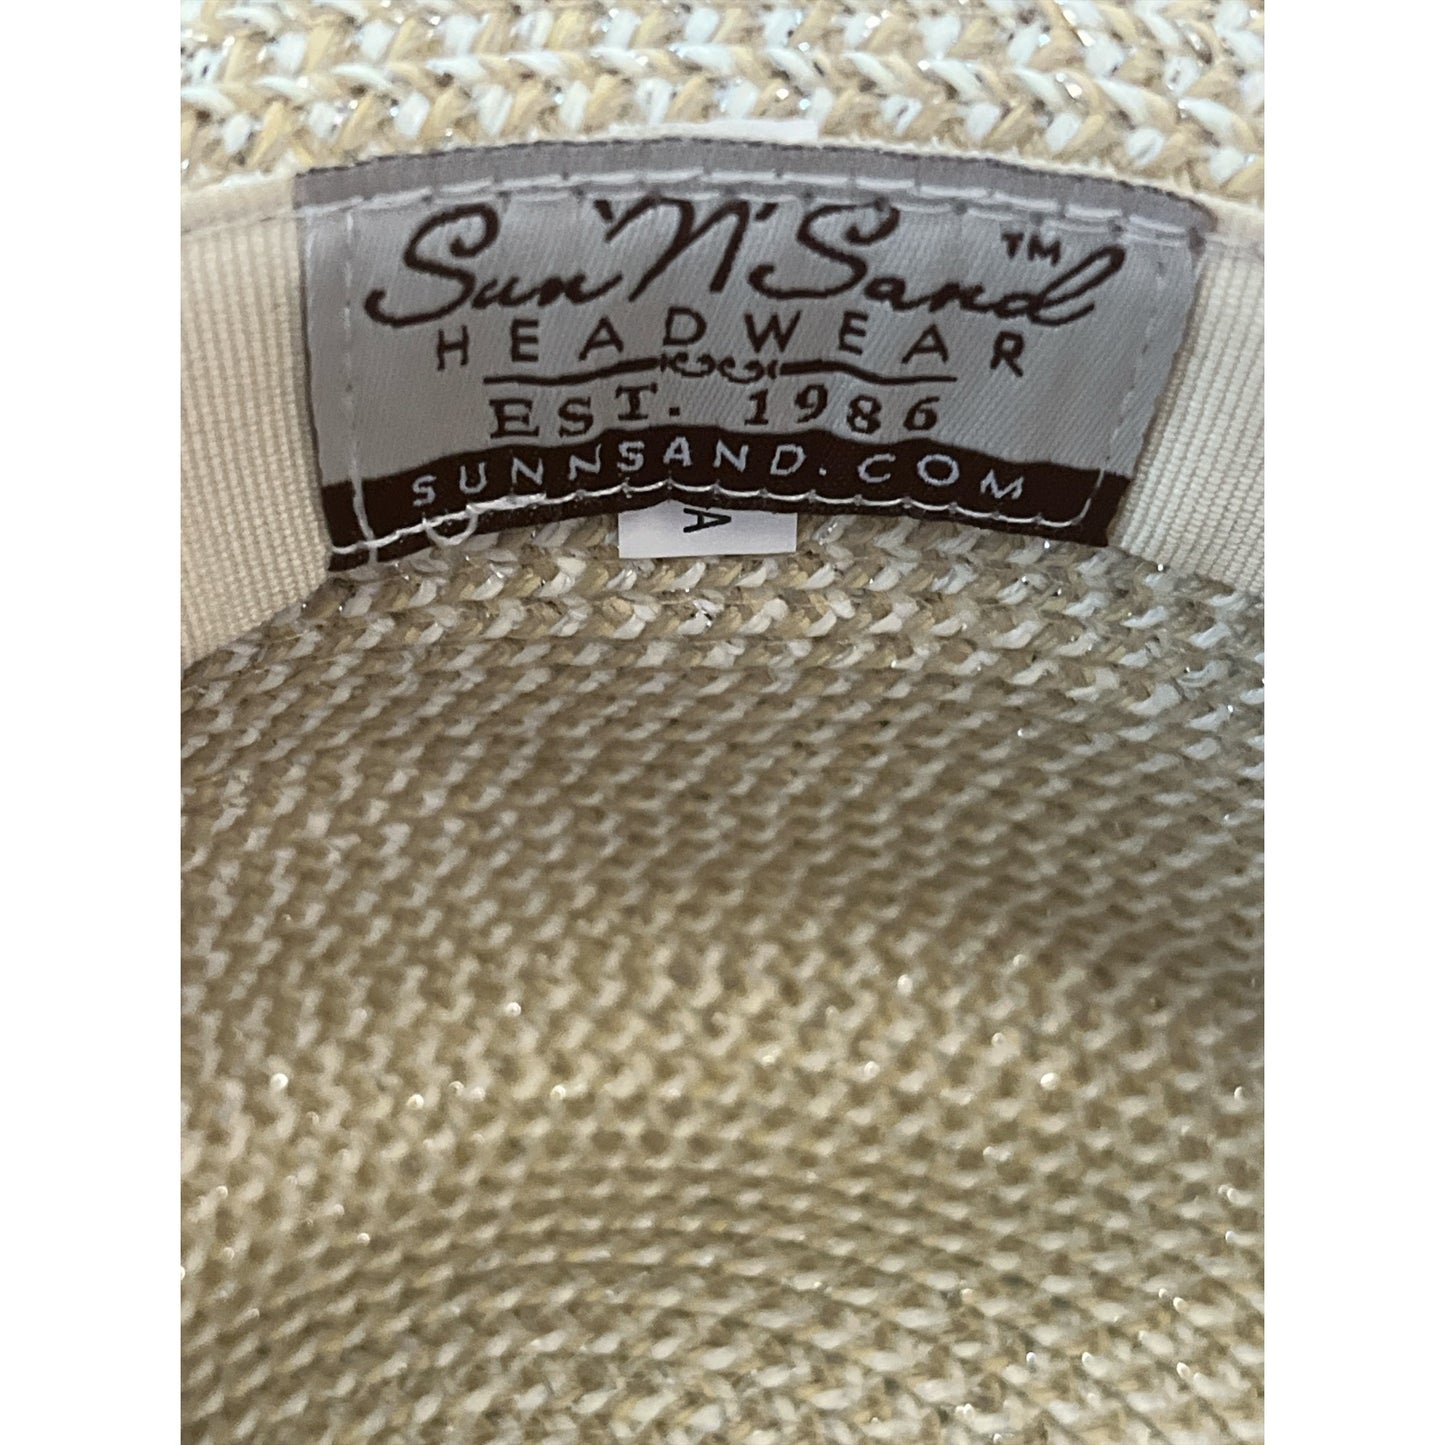 Sun 'N' Sand™
HEADWEAR
EST. 1986
SUNNSAND.COM
A